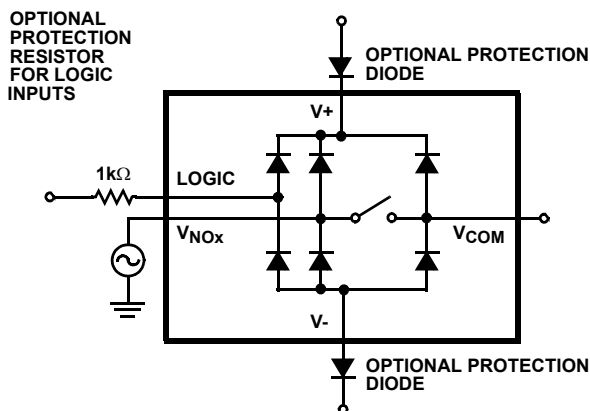 OPTIONAL
PROTECTION
RESISTOR
FOR LOGIC
INPUTS
OPTIONAL PROTECTION
DIODE
V+
1kΩ
LOGIC
VNOx
VCOM
V-
OPTIONAL PROTECTION
DIODE